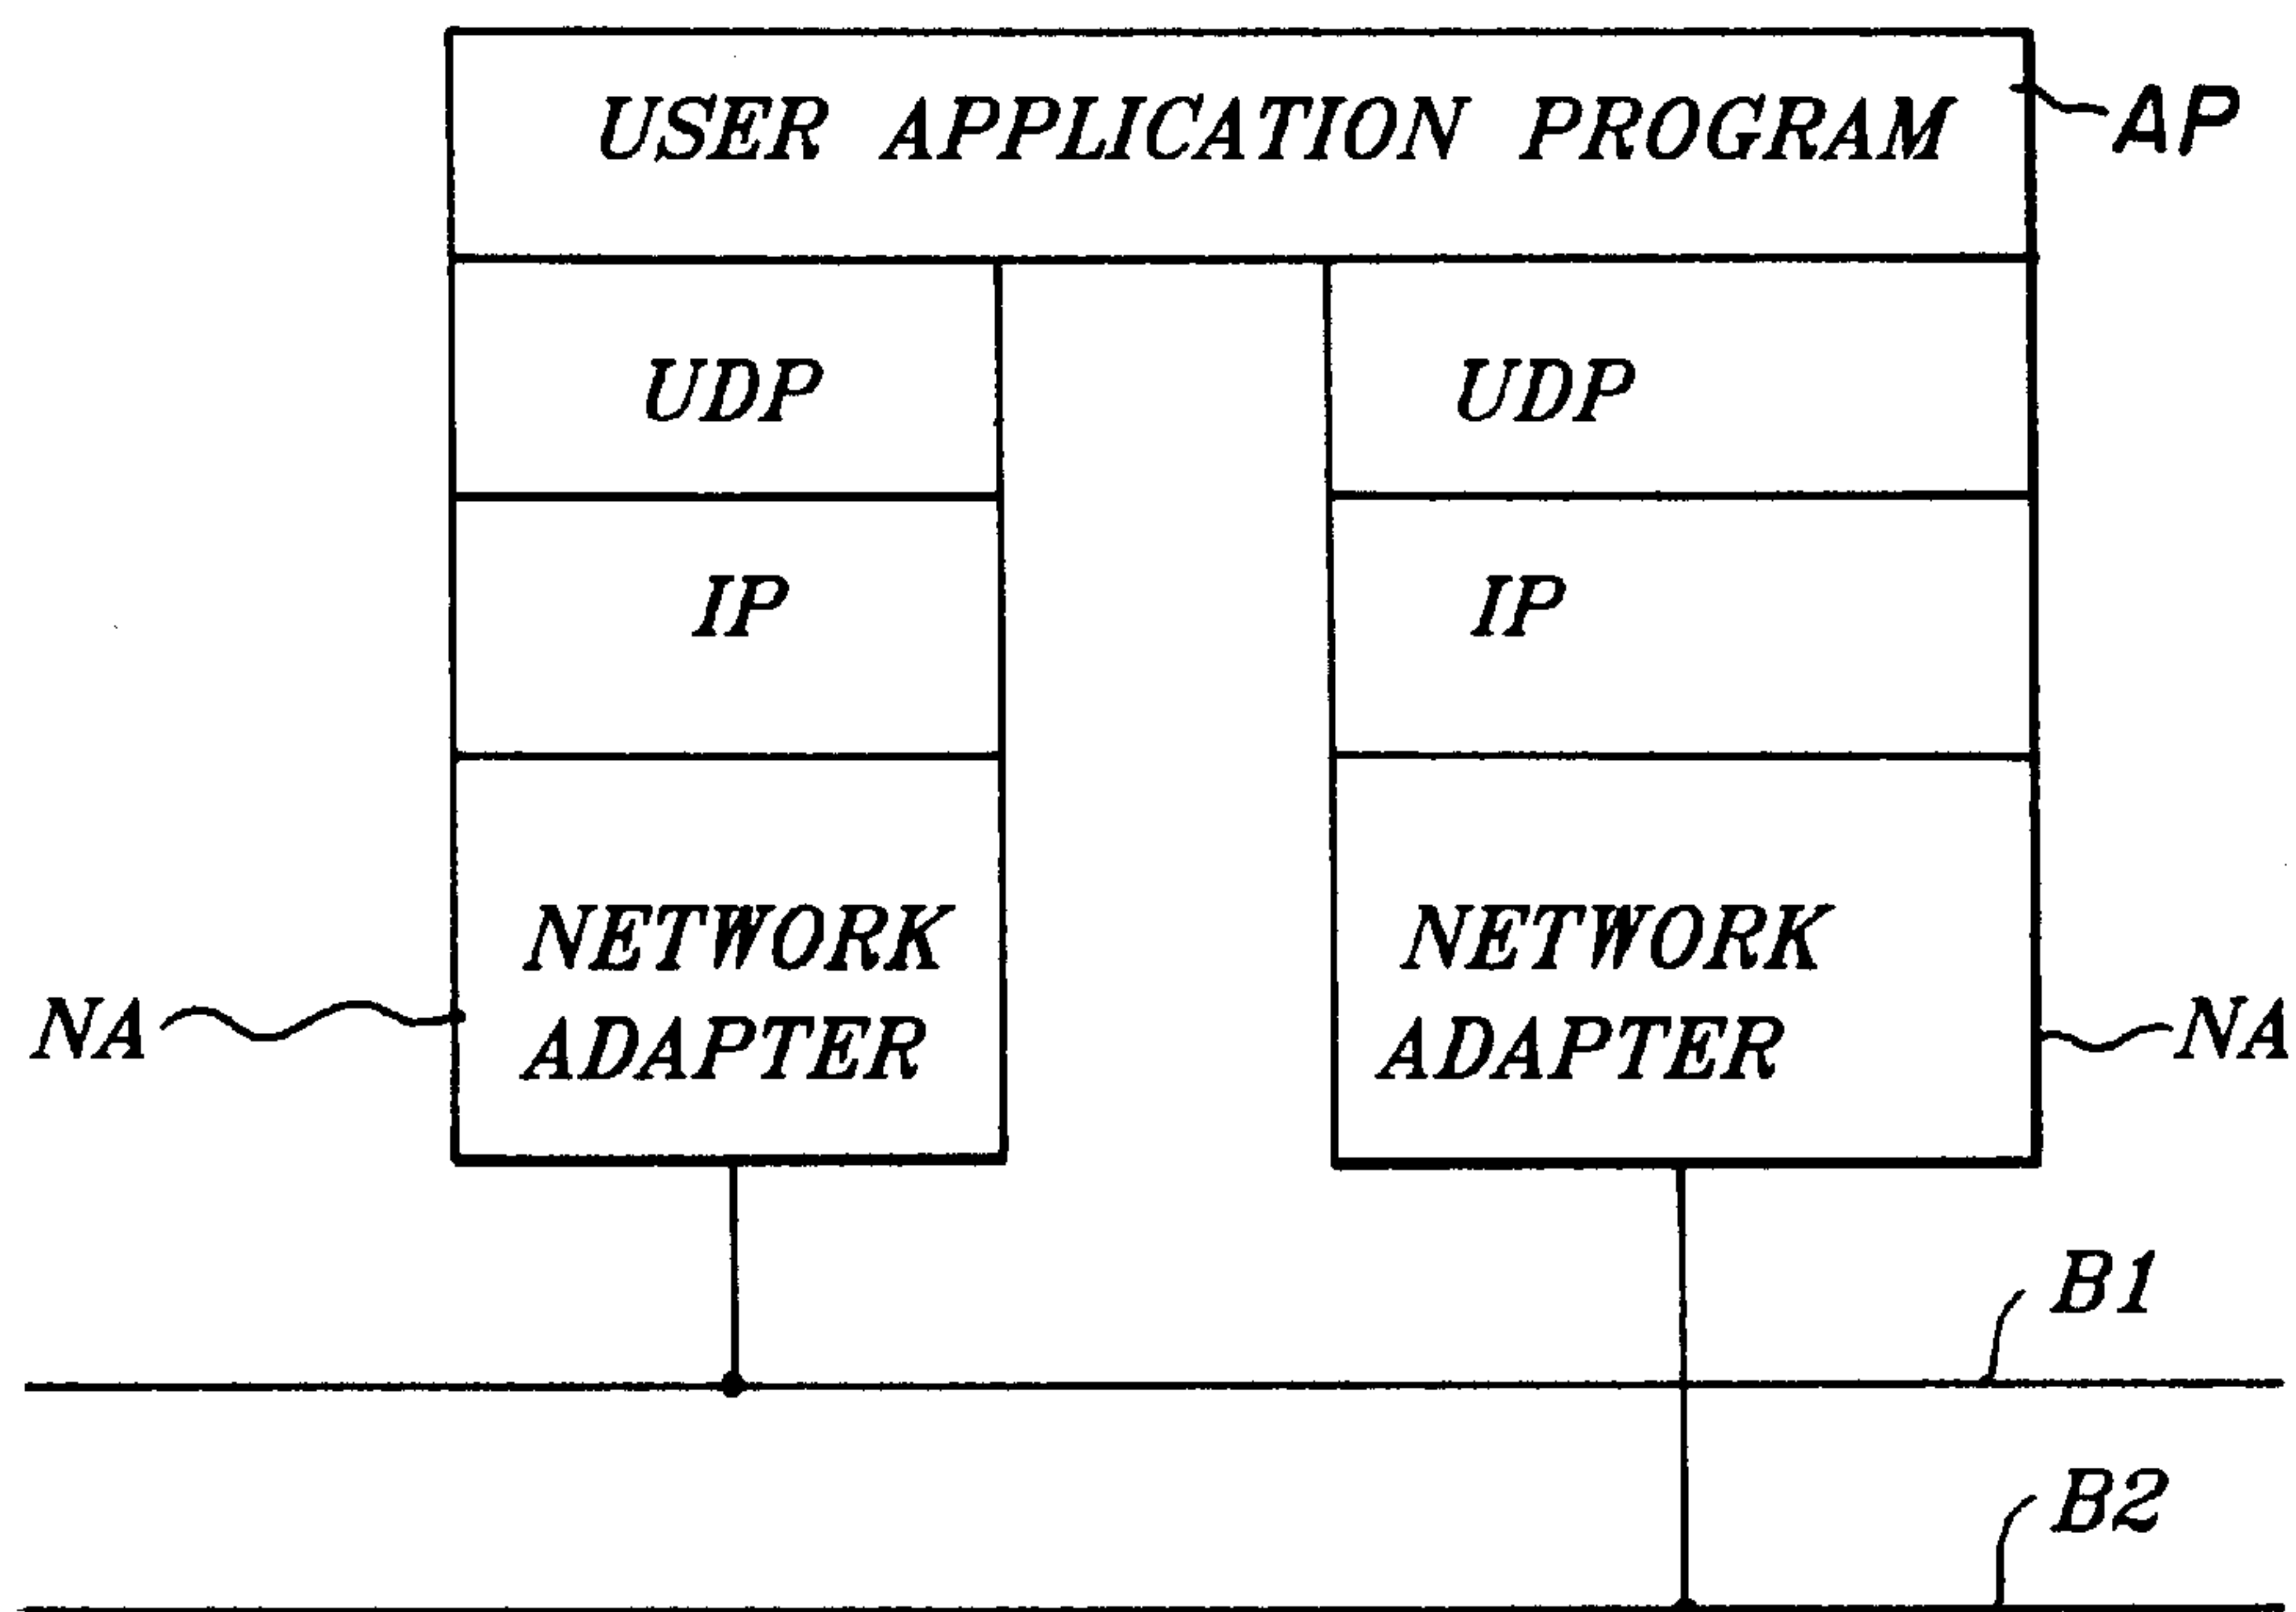 USER APPLICATION PROGRAM
AP
UDP
UDP
IP
IP
NETWORK
ADAPTER
NETWORK
ADAPTER
NA
NA
B1
B2